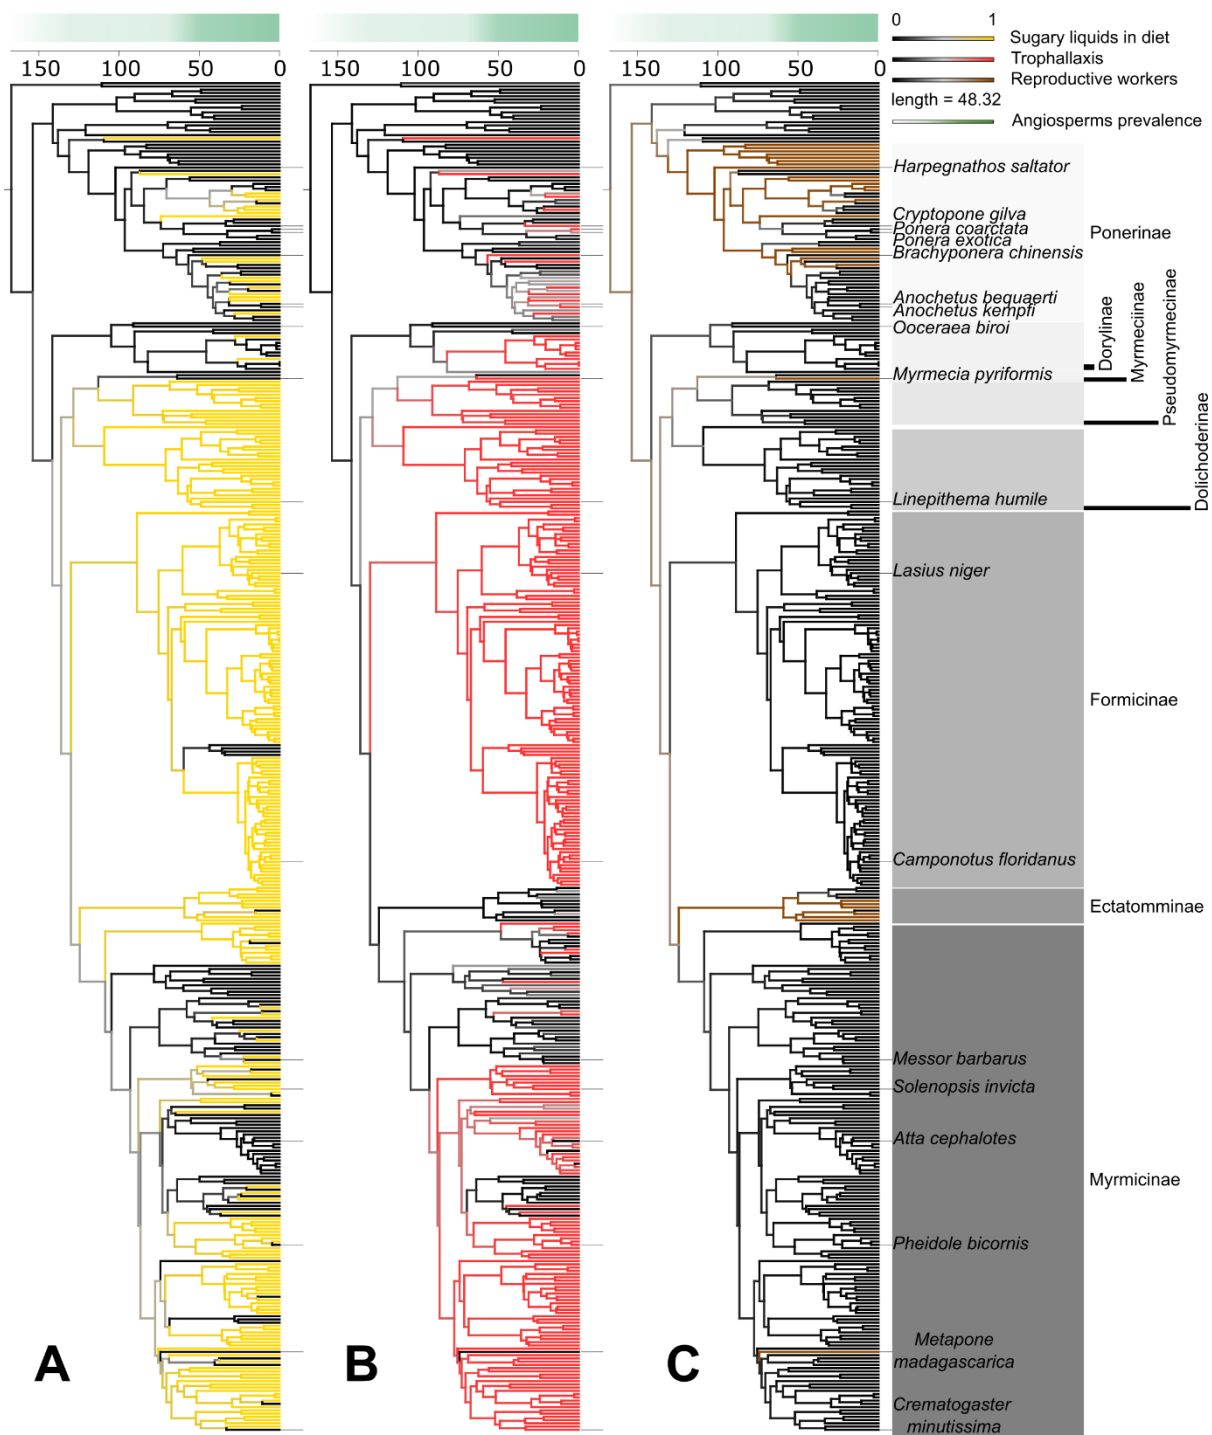 0 1
Sugary liquids in diet
Trophallaxis
Reproductive workers
length = 48.32
Angiosperms prevalence
150 100 50 0
150 100 50 0
150 100 50 0
Harpegnathos saltator
Cryptopone gilva
Ponera coarctata
Ponera exotica
Brachyponera chinensis
Anochetus bequaerti
Anochetus kempfi
Ooceraea biroi
Myrmecia pyriformis
Linepithema humile
Lasius niger
Camponotus floridanus
Messor barbarus
Solenopsis invicta
Atta cephalotes
Pheidole bicornis
Metapone
madagascarica
Crematogaster
minutissima
Ponerinae
Dorylinae
Myrmeciinae
Pseudomyrmecinae
Dolichoderinae
Formicinae
Ectatomminae
Myrmicinae
A
B
C